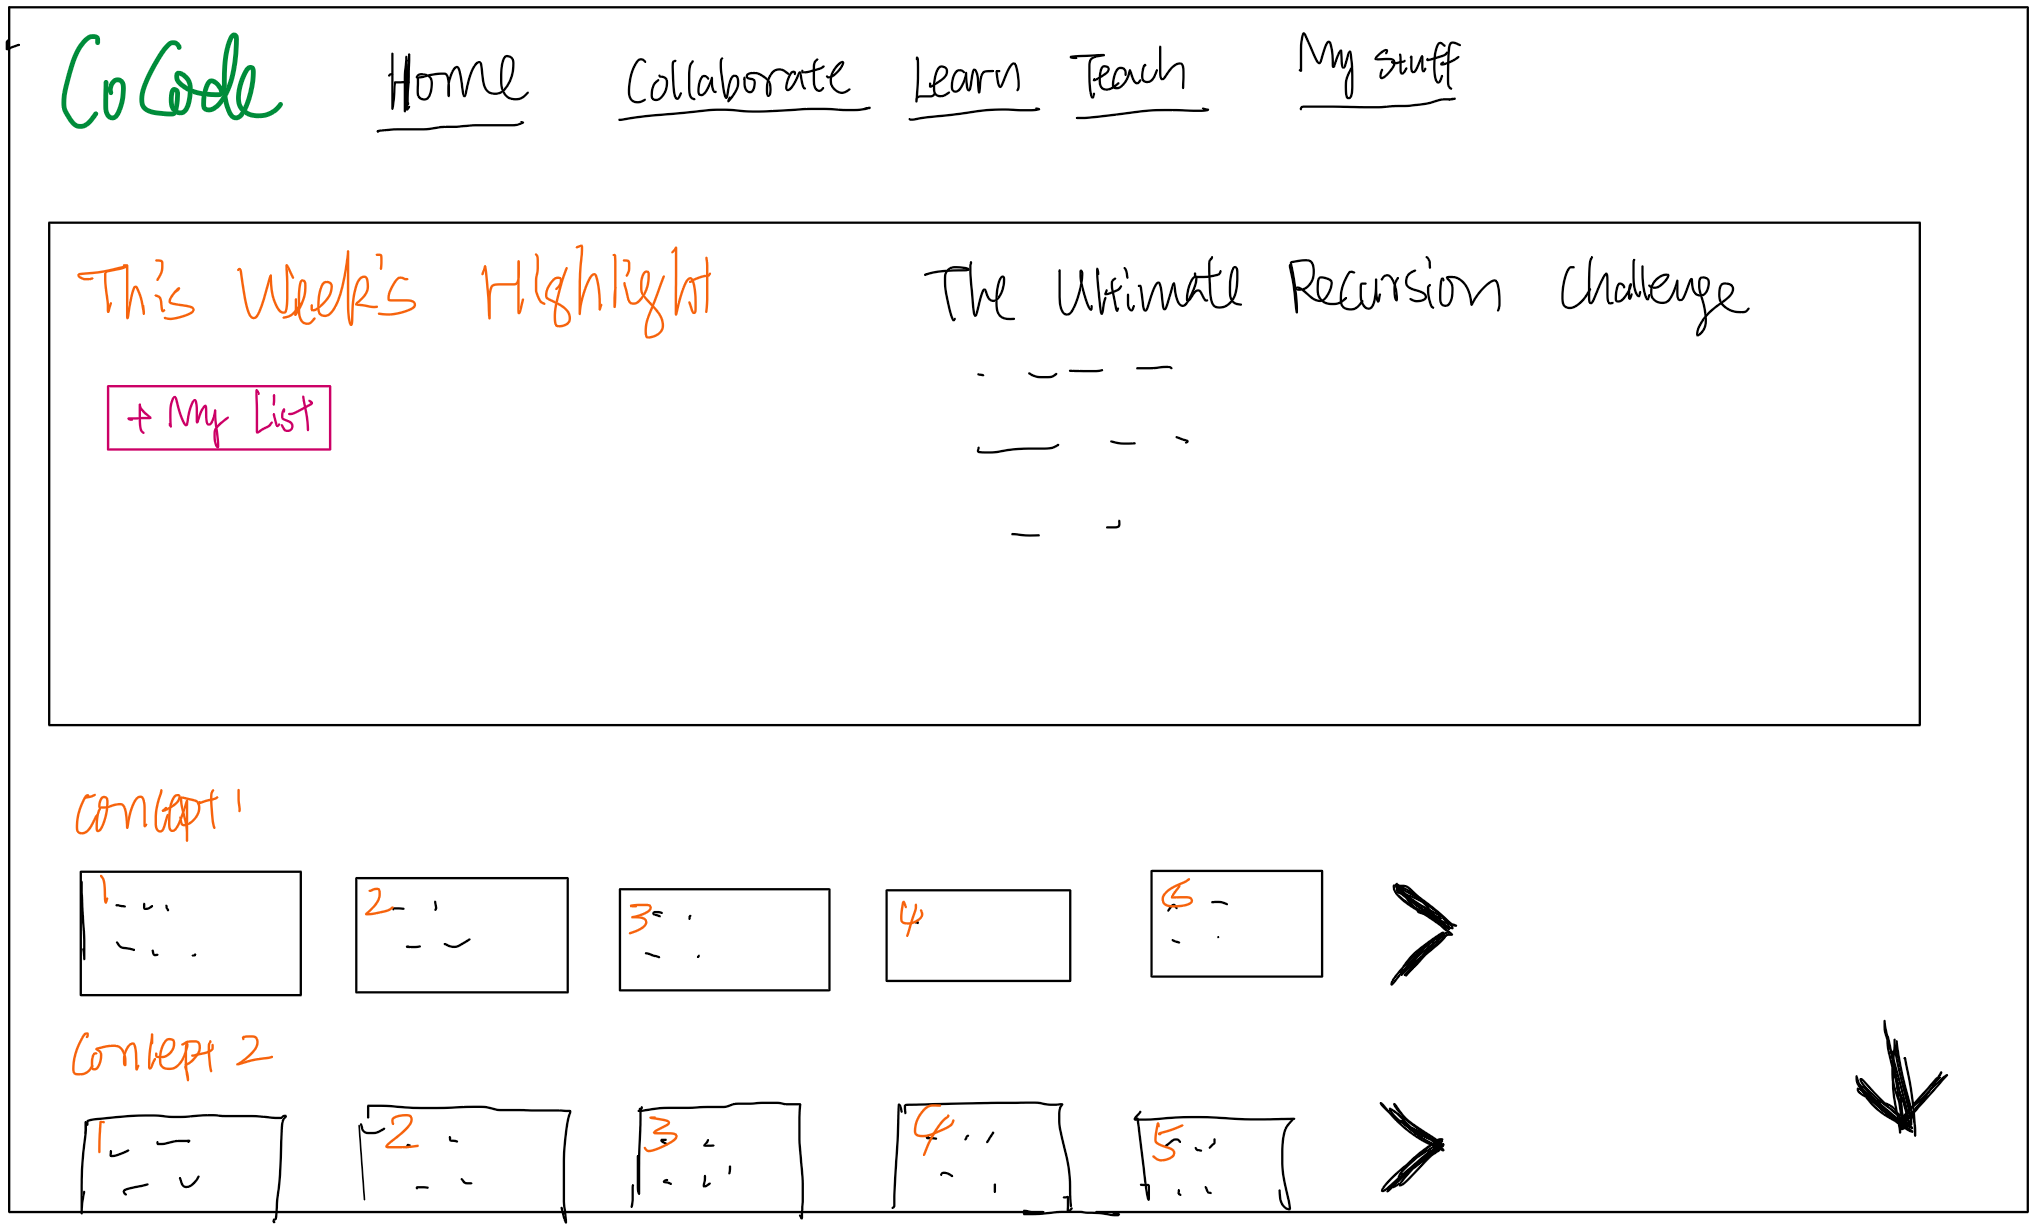 CoCode Home Collaborate Learn Teach My stuff
This Week's Highlight The Ultimate Recursion Challenge
+ My List
Concept 1
1 2 3 4 5
Concept 2
1 2 3 4 5